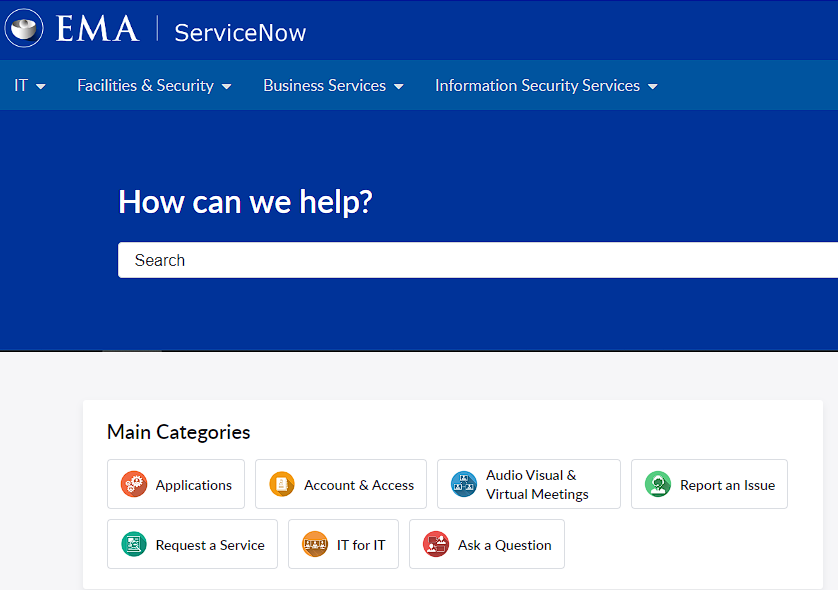 EMA ServiceNow
IT Facilities & Security Business Services Information Security Services
How can we help?
Search
Main Categories
Applications
Account & Access
Audio Visual &
Virtual Meetings
Report an Issue
Request a Service
IT for IT
Ask a Question